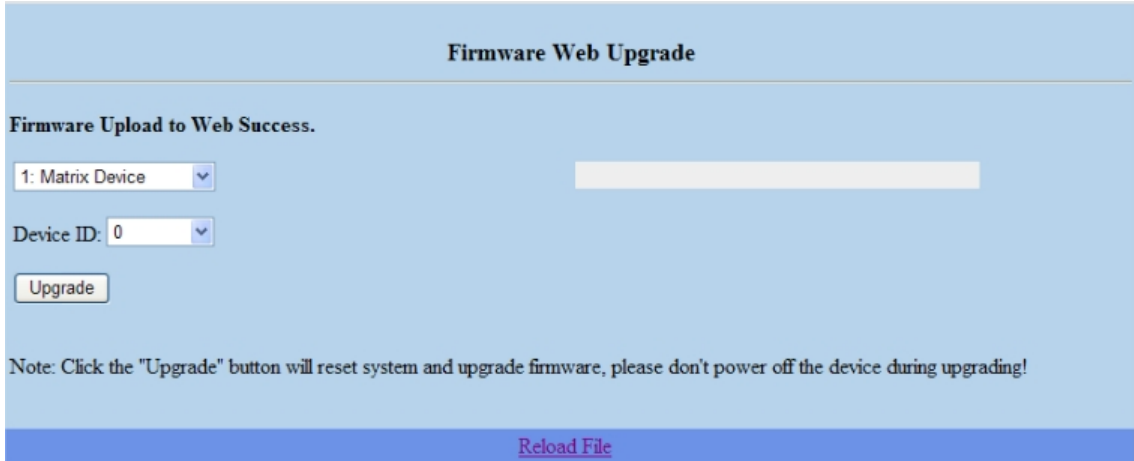 Firmware Web Upgrade
Firmware Upload to Web Success.
1: Matrix Device
Device ID: 0
Upgrade
Note: Click the "Upgrade" button will reset system and upgrade firmware, please don't power off the device during upgrading!
Reload File